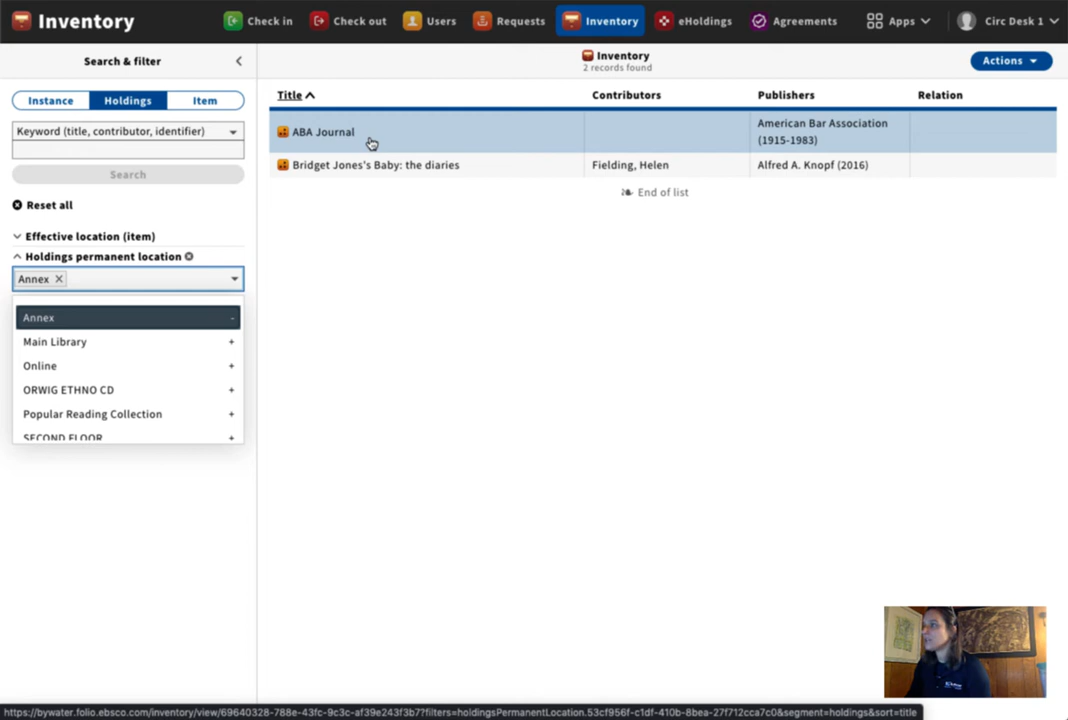 Inventory
Check in
Check out
Users
Requests
Inventory
eHoldings
Agreements
Apps
Circ Desk 1
Search & filter
Instance
Holdings
Item
Keyword (title, contributor, identifier)
Search
Reset all
Effective location (item)
Holdings permanent location
Annex
Annex -
Main Library +
Online +
ORWIG ETHNO CD +
Popular Reading Collection +
SECOND FLOOR +
Inventory
2 records found
Actions
Title Contributors Publishers Relation
ABA Journal American Bar Association
(1915-1983)
Bridget Jones's Baby: the diaries Fielding, Helen Alfred A. Knopf (2016)
End of list
https://bywater.folio.ebsco.com/inventory/view/69640328-788e-43fc-9c3c-af39e243f3b7?filters=holdingsPermanentLocation.53cf956f-c1df-410b-8bea-27f712cca7c0&segment=holdings&sort=title